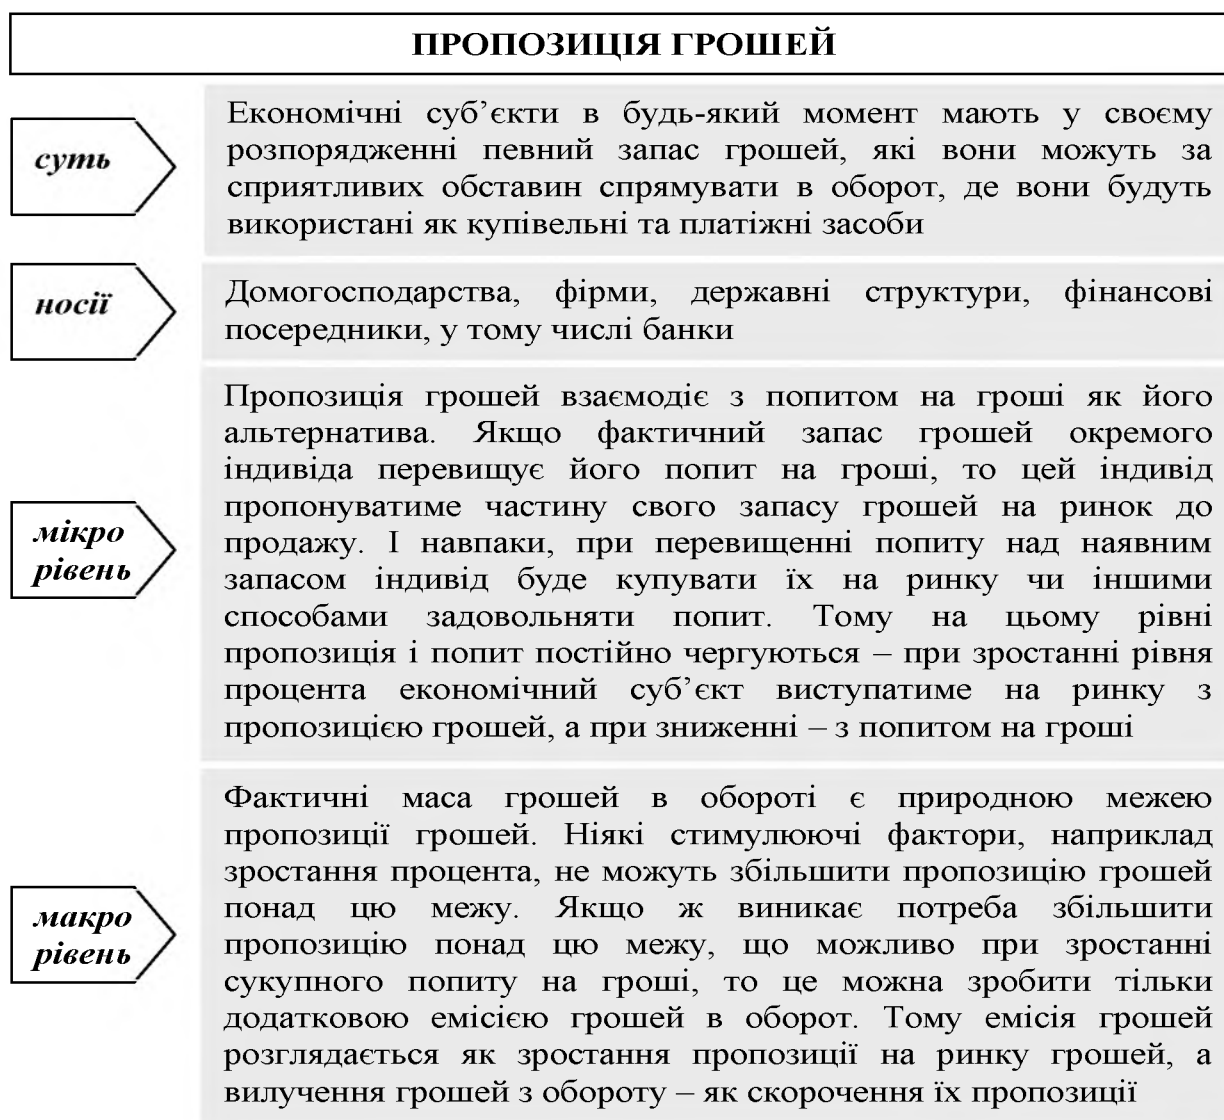 ПРОПОЗИЦІЯ ГРОШЕЙ
суть
Економічні суб’єкти в будь-який момент мають у своєму
розпорядженні певний запас грошей, які вони можуть за
сприятливих обставин спрямувати в оборот, де вони будуть
використані як купівельні та платіжні засоби
носії
Домогосподарства, фірми, державні структури, фінансові
посередники, у тому числі банки
мікро
рівень
Пропозиція грошей взаємодіє з попитом на гроші як його
альтернатива. Якщо фактичний запас грошей окремого
індивіда перевищує його попит на гроші, то цей індивід
пропонуватиме частину свого запасу грошей на ринок до
продажу. І навпаки, при перевищенні попиту над наявним
запасом індивід буде купувати їх на ринку чи іншими
способами задовольняти попит. Тому на цьому рівні
пропозиція і попит постійно чергуються – при зростанні рівня
процента економічний суб’єкт виступатиме на ринку з
пропозицією грошей, а при зниженні – з попитом на гроші
макро
рівень
Фактичні маса грошей в обороті є природною межею
пропозиції грошей. Ніякі стимулюючі фактори, наприклад
зростання процента, не можуть збільшити пропозицію грошей
понад цю межу. Якщо ж виникає потреба збільшити
пропозицію понад цю межу, що можливо при зростанні
сукупного попиту на гроші, то це можна зробити тільки
додатковою емісією грошей в оборот. Тому емісія грошей
розглядається як зростання пропозиції на ринку грошей, а
вилучення грошей з обороту – як скорочення їх пропозиції